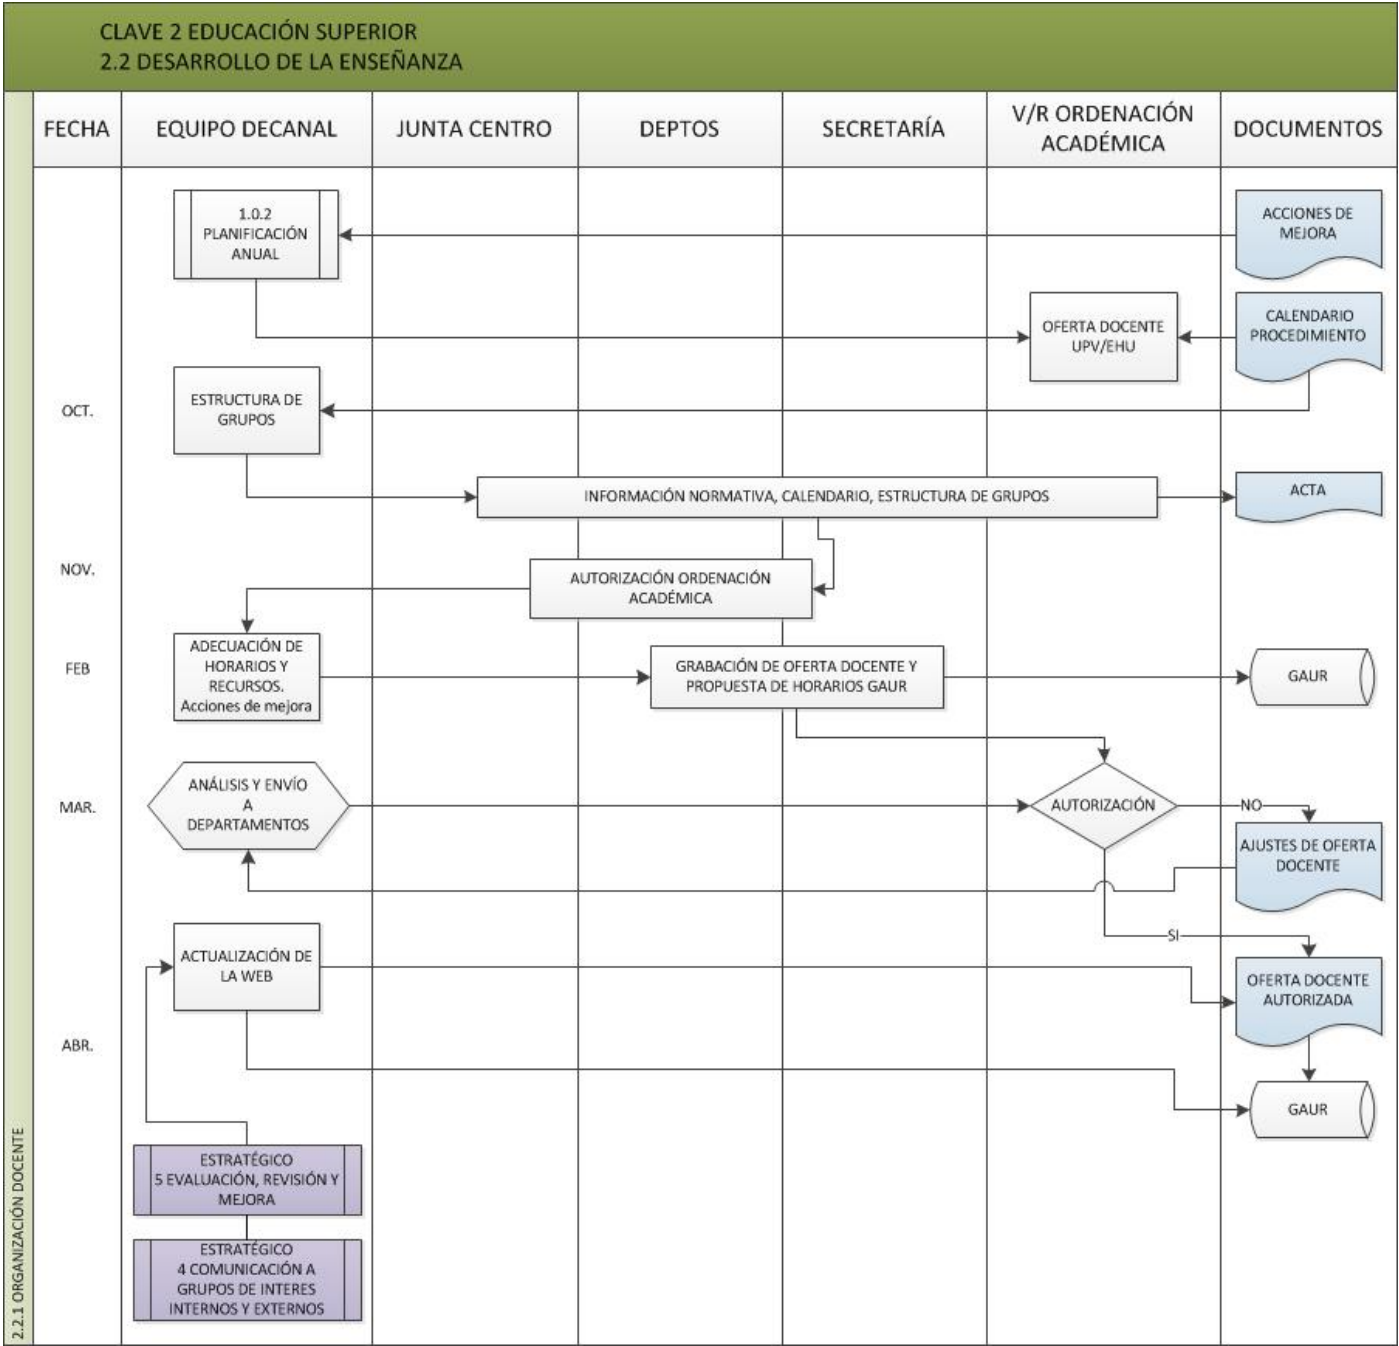 CLAVE 2 EDUCACIÓN SUPERIOR
2.2 DESARROLLO DE LA ENSEÑANZA
FECHA
EQUIPO DECANAL
JUNTA CENTRO
DEPTOS
SECRETARÍA
V/R ORDENACIÓN
ACADÉMICA
DOCUMENTOS
1.0.2
PLANIFICACIÓN
ANUAL
ACCIONES DE
MEJORA
OFERTA DOCENTE
UPV/EHU
CALENDARIO
PROCEDIMIENTO
OCT.
ESTRUCTURA DE
GRUPOS
INFORMACIÓN NORMATIVA, CALENDARIO, ESTRUCTURA DE GRUPOS
ACTA
NOV.
AUTORIZACIÓN ORDENACIÓN
ACADÉMICA
FEB
ADECUACIÓN DE
HORARIOS Y
RECURSOS.
Acciones de mejora
GRABACIÓN DE OFERTA DOCENTE Y
PROPUESTA DE HORARIOS GAUR
GAUR
MAR.
ANÁLISIS Y ENVÍO
A
DEPARTAMENTOS
AUTORIZACIÓN
NO
AJUSTES DE OFERTA
DOCENTE
SI
ACTUALIZACIÓN DE
LA WEB
OFERTA DOCENTE
AUTORIZADA
ABR.
GAUR
ESTRATÉGICO
5 EVALUACIÓN, REVISIÓN Y
MEJORA
ESTRATÉGICO
4 COMUNICACIÓN A
GRUPOS DE INTERES
INTERNOS Y EXTERNOS
2.2.1 ORGANIZACIÓN DOCENTE